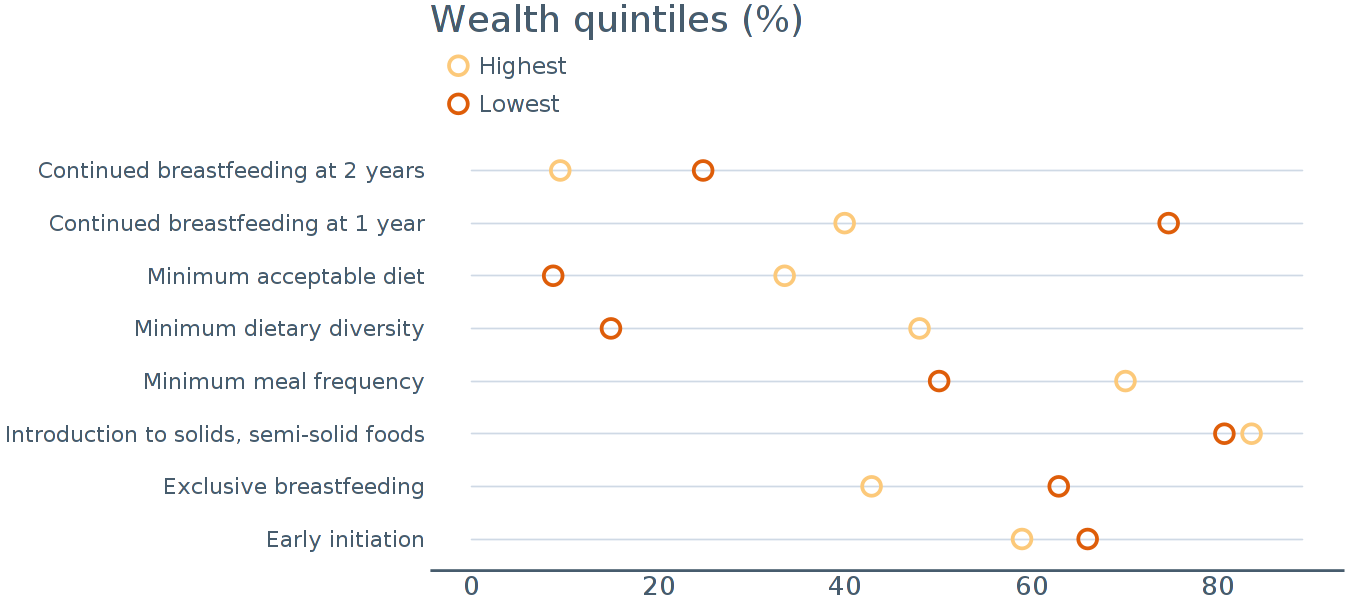 Wealth quintiles (%)
Highest
Lowest
Continued breastfeeding at 2 years
Continued breastfeeding at 1 year
Minimum acceptable diet
Minimum dietary diversity
Minimum meal frequency
Introduction to solids, semi-solid foods
Exclusive breastfeeding
Early initiation
0 20 40 60 80